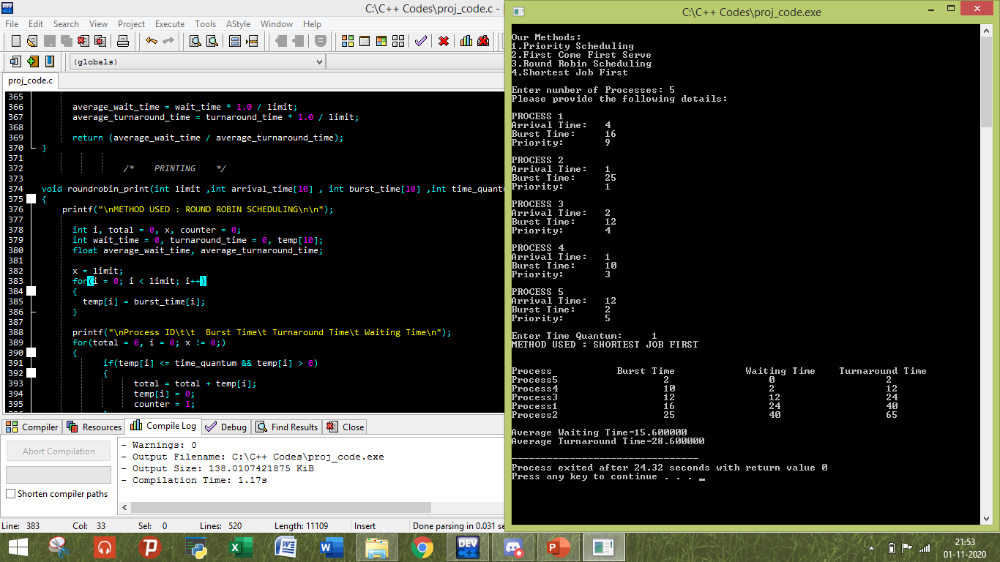 C:\C++ Codes\proj_code.c -
File Edit Search View Project Execute Tools AStyle Window Help
(globals)
proj_code.c
365
366 average_wait_time = wait_time * 1.0 / limit;
367 average_turnaround_time = turnaround_time * 1.0 / limit;
368
369 return (average_wait_time / average_turnaround_time);
370 }
371
372 /* PRINTING */
373
374 void roundrobin_print(int limit ,int arrival_time[10] , int burst_time[10] ,int time_quantu
375 {
376 printf("\nMETHOD USED : ROUND ROBIN SCHEDULING\n\n");
377
378 int i, total = 0, x, counter = 0;
379 int wait_time = 0, turnaround_time = 0, temp[10];
380 float average_wait_time, average_turnaround_time;
381
382 x = limit;
383 for(i = 0; i < limit; i++)
384 {
385 temp[i] = burst_time[i];
386 }
387
388 printf("\nProcess ID\t\t Burst Time\t Turnaround Time\t Waiting Time\n");
389 for(total = 0, i = 0; x != 0;)
390 {
391 if(temp[i] <= time_quantum && temp[i] > 0)
392 {
393 total = total + temp[i];
394 temp[i] = 0;
395 counter = 1;
Compiler Resources Compile Log Debug Find Results Close
Abort Compilation
Shorten compiler paths
- Warnings: 0
- Output Filename: C:\C++ Codes\proj_code.exe
- Output Size: 138.0107421875 KiB
- Compilation Time: 1.17s
Line: 383 Col: 33 Sel: 0 Lines: 520 Length: 11109 Insert Done parsing in 0.031 se
C:\C++ Codes\proj_code.exe
Our Methods:
1.Priority Scheduling
2.First Come First Serve
3.Round Robin Scheduling
4.Shortest Job First
Enter number of Processes: 5
Please provide the following details:
PROCESS 1
Arrival Time: 4
Burst Time: 16
Priority: 9
PROCESS 2
Arrival Time: 1
Burst Time: 25
Priority: 1
PROCESS 3
Arrival Time: 2
Burst Time: 12
Priority: 4
PROCESS 4
Arrival Time: 1
Burst Time: 10
Priority: 3
PROCESS 5
Arrival Time: 12
Burst Time: 2
Priority: 5
Enter Time Quantum: 1
METHOD USED : SHORTEST JOB FIRST
Process Burst Time Waiting Time Turnaround Time
Process5 2 0 2
Process4 10 2 12
Process3 12 12 24
Process1 16 24 40
Process2 25 40 65
Average Waiting Time=15.600000
Average Turnaround Time=28.600000
--------------------------------
Process exited after 24.32 seconds with return value 0
Press any key to continue . . . _
21:53
01-11-2020